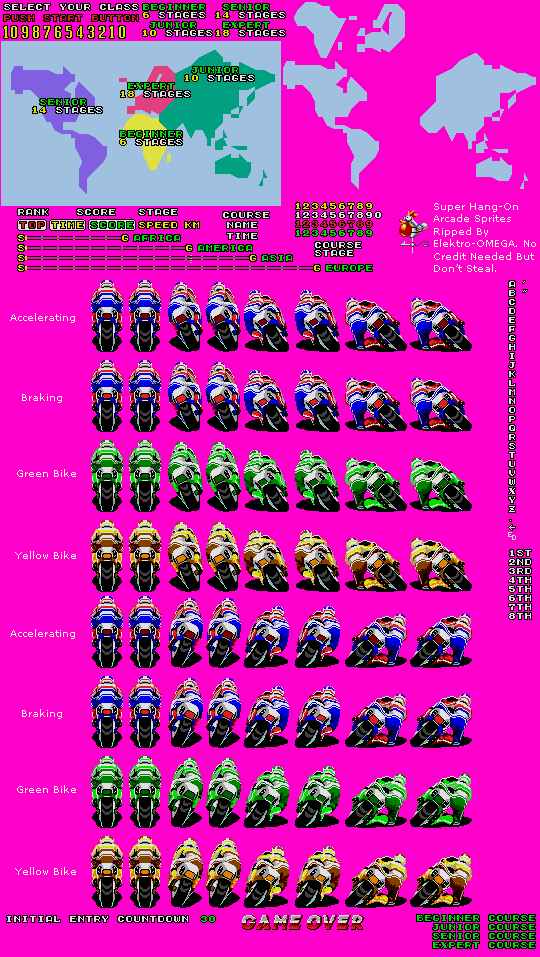 SELECT YOUR CLASS
PUSH START BUTTON
109876543210
BEGINNER
6 STAGES
SENIOR
14 STAGES
JUNIOR
10 STAGES
EXPERT
18 STAGES
JUNIOR
10 STAGES
EXPERT
18 STAGES
SENIOR
14 STAGES
BEGINNER
6 STAGES
RANK SCORE STAGE
TOP TIME SCORE SPEED KM
COURSE
NAME
TIME
123456789
1234567890
123456789
123456789
COURSE
STAGE
S G AFRICA
S G AMERICA
S G ASIA
S G EUROPE
Super Hang-On
Arcade Sprites
Ripped By
Elektro-OMEGA. No
Credit Needed But
Don't Steal.
Accelerating
Braking
Green Bike
Yellow Bike
Accelerating
Braking
Green Bike
Yellow Bike
A
B
C
D
E
F
G
H
I
J
K
L
M
N
O
P
Q
R
S
T
U
V
W
X
Y
Z
1ST
2ND
3RD
4TH
5TH
6TH
7TH
8TH
INITIAL ENTRY COUNTDOWN 30
GAME OVER
BEGINNER COURSE
JUNIOR COURSE
SENIOR COURSE
EXPERT COURSE